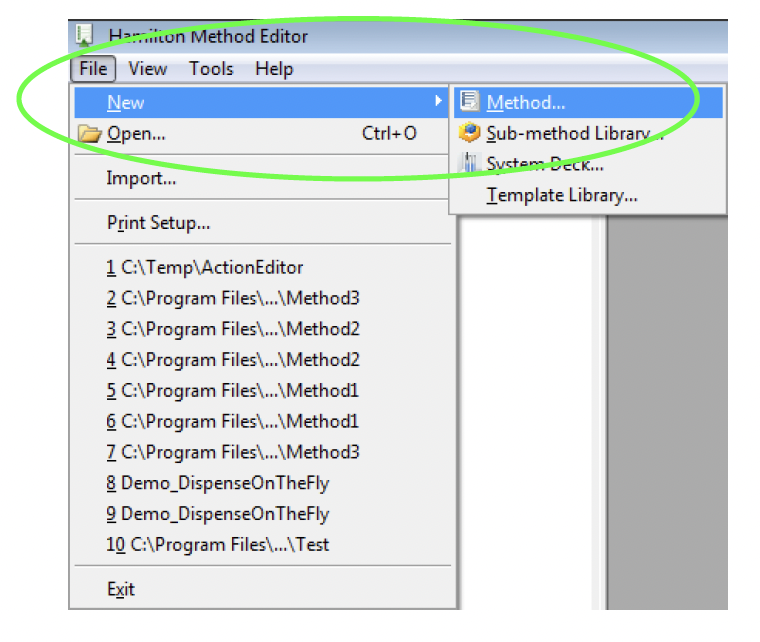 Hamilton Method Editor
File View Tools Help
New
Open... Ctrl+O
Import...
Print Setup...
1 C:\Temp\ActionEditor
2 C:\Program Files\...\Method3
3 C:\Program Files\...\Method2
4 C:\Program Files\...\Method2
5 C:\Program Files\...\Method1
6 C:\Program Files\...\Method1
7 C:\Program Files\...\Method3
8 Demo_DispenseOnTheFly
9 Demo_DispenseOnTheFly
10 C:\Program Files\...\Test
Exit
Method...
Sub-method Library...
System Deck...
Template Library...